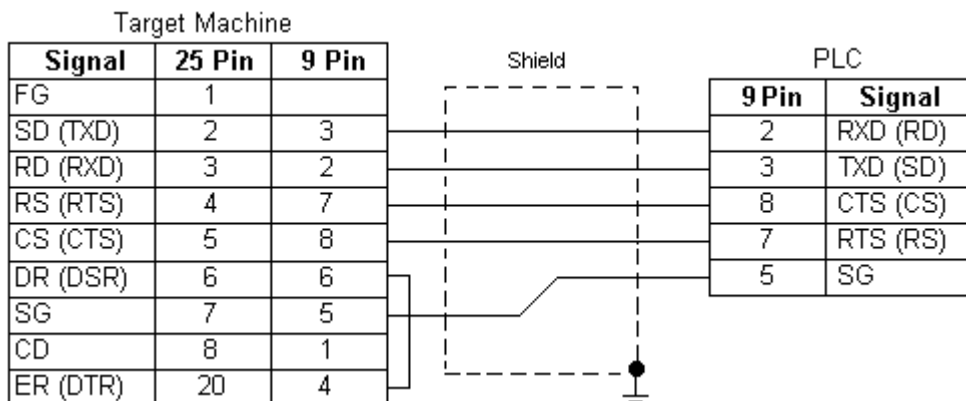 Target Machine
Signal 25 Pin 9 Pin
FG 1
SD (TXD) 2 3
RD (RXD) 3 2
RS (RTS) 4 7
CS (CTS) 5 8
DR (DSR) 6 6
SG 7 5
CD 8 1
ER (DTR) 20 4
Shield
PLC
9 Pin Signal
2 RXD (RD)
3 TXD (SD)
8 CTS (CS)
7 RTS (RS)
5 SG